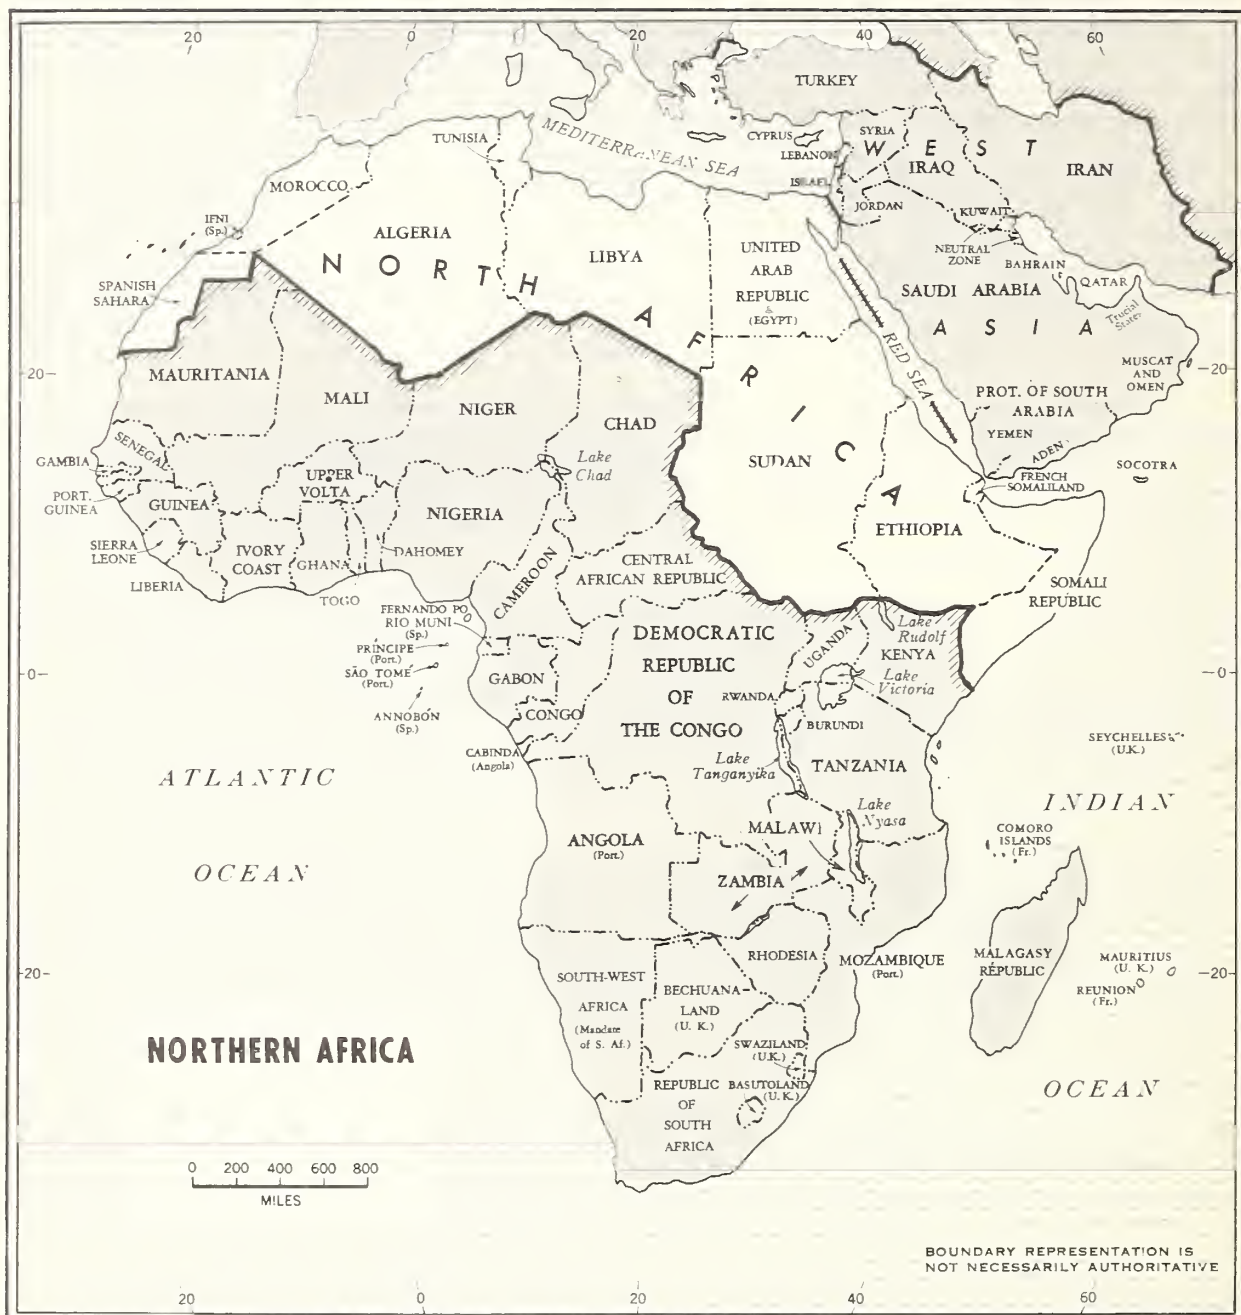 20 0 20 40 60
TURKEY
TUNISIA
MEDITERRANEAN SEA
CYPRUS
SYRIA
LEBANON
ISRAEL
WEST
IRAQ
IRAN
MOROCCO
JORDAN
KUWAIT
IFNI
(Sp.)
ALGERIA
LIBYA
UNITED
ARAB
REPUBLIC
(EGYPT)
NEUTRAL
ZONE
BAHRAIN
QATAR
NORTH AFRICA
SPANISH
SAHARA
SAUDI ARABIA
Trucial
States
ASIA
RED SEA
MUSCAT
AND
OMEN
20 20
MAURITANIA
MALI
NIGER
CHAD
PROT. OF SOUTH
ARABIA
YEMEN
ADEN
SENEGAL
GAMBIA
UPPER
VOLTA
Lake
Chad
SUDAN
SOCOTRA
FRENCH
SOMALILAND
PORT.
GUINEA
GUINEA
NIGERIA
ETHIOPIA
SIERRA
LEONE
IVORY
COAST
GHANA
DAHOMEY
CAMEROON
CENTRAL
AFRICAN REPUBLIC
LIBERIA
TOGO
SOMALI
REPUBLIC
FERNANDO PO
RIO MUNI
(Sp.)
PRÍNCIPE
(Port.)
SÃO TOMÉ
(Port.)
DEMOCRATIC
REPUBLIC
OF
THE CONGO
UGANDA
Lake
Rudolf
KENYA
Lake
Victoria
0 0
GABON
CONGO
RWANDA
BURUNDI
ANNOBÓN
(Sp.)
CABINDA
(Angola)
SEYCHELLES
(U.K.)
ATLANTIC
OCEAN
Lake
Tanganyika
TANZANIA
INDIAN
OCEAN
Lake
Nyasa
ANGOLA
(Port.)
MALAWI
COMORO
ISLANDS
(Fr.)
ZAMBIA
RHODESIA
MOZAMBIQUE
(Port.)
MALAGASY
REPUBLIC
MAURITIUS
(U. K.)
REUNION
(Fr.)
20 20
SOUTH-WEST
AFRICA
(Mandate
of S. Af.)
BECHUANA-
LAND
(U. K.)
NORTHERN AFRICA
SWAZILAND
(U.K.)
BASUTOLAND
(U. K.)
REPUBLIC
OF
SOUTH
AFRICA
0 200 400 600 800
MILES
BOUNDARY REPRESENTATION IS
NOT NECESSARILY AUTHORITATIVE
20 0 20 40 60